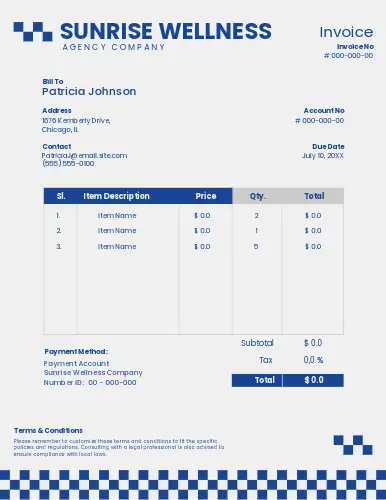 SUNRISE WELLNESS
AGENCY COMPANY
Invoice
Invoice No
# 000-000-00
Bill To
Patricia Johnson
Address
1676 Kemberly Drive,
Chicago, IL
Account No
# 000-000-00
Contact
PatriciaJ@email.site.com
(555) 555-0100
Due Date
July 10, 20XX
Sl. Item Description Price Qty. Total
1. Item Name $ 0.0 2 $ 0.0
2. Item Name $ 0.0 1 $ 0.0
3. Item Name $ 0.0 5 $ 0.0
Subtotal $ 0.0
Tax 0,0 %
Total $ 0.0
Payment Method:
Payment Account
Sunrise Wellness Company
Number ID: 00 - 000-000
Terms & Conditions
Please remember to customize these terms and conditions to fit the specific
policies and regulations. Consulting with a legal professional is also advised to
ensure compliance with local laws.